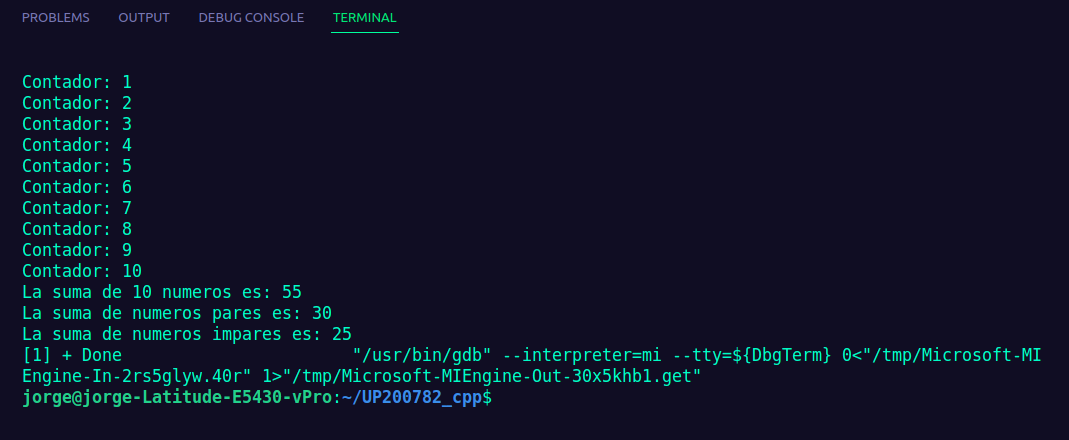 PROBLEMS OUTPUT DEBUG CONSOLE TERMINAL
Contador: 1
Contador: 2
Contador: 3
Contador: 4
Contador: 5
Contador: 6
Contador: 7
Contador: 8
Contador: 9
Contador: 10
La suma de 10 numeros es: 55
La suma de numeros pares es: 30
La suma de numeros impares es: 25
[1] + Done                       "/usr/bin/gdb" --interpreter=mi --tty=${DbgTerm} 0<"/tmp/Microsoft-MI
Engine-In-2rs5glyw.40r" 1>"/tmp/Microsoft-MIEngine-Out-30x5khb1.get"
jorge@jorge-Latitude-E5430-vPro:~/UP200782_cpp$